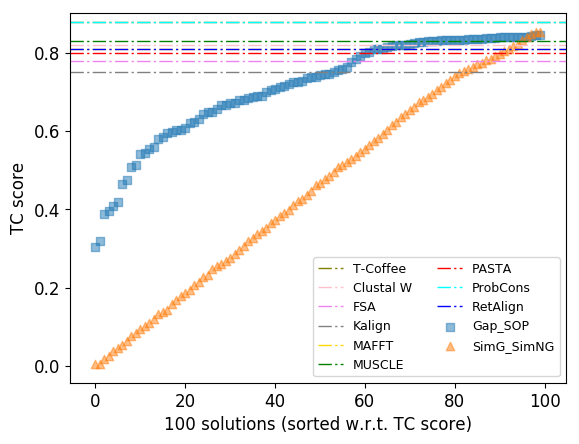 TC score
0.8
0.6
0.4
0.2
0.0
T-Coffee
Clustal W
FSA
Kalign
MAFFT
MUSCLE
PASTA
ProbCons
RetAlign
Gap_SOP
SimG_SimNG
0 20 40 60 80 100
100 solutions (sorted w.r.t. TC score)